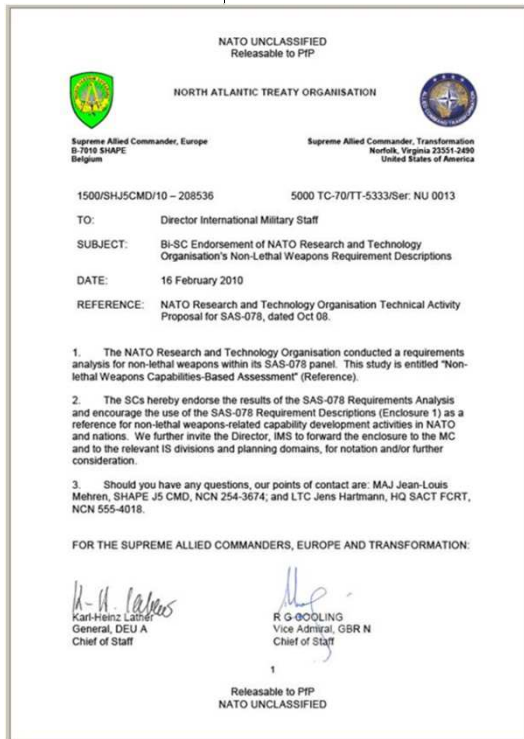 NATO UNCLASSIFIED
Releasable to PfP
NORTH ATLANTIC TREATY ORGANISATION
Supreme Allied Commander, Europe
B-7010 SHAPE
Belgium
Supreme Allied Commander, Transformation
Norfolk, Virginia 23551-2490
United States of America
1500/SHJ5CMD/10 – 208536
5000 TC-70/TT-5333/Ser: NU 0013
TO: Director International Military Staff
SUBJECT: Bi-SC Endorsement of NATO Research and Technology
Organisation's Non-Lethal Weapons Requirement Descriptions
DATE: 16 February 2010
REFERENCE: NATO Research and Technology Organisation Technical Activity
Proposal for SAS-078, dated Oct 08.
1. The NATO Research and Technology Organisation conducted a requirements
analysis for non-lethal weapons within its SAS-078 panel. This study is entitled "Non-
lethal Weapons Capabilities-Based Assessment" (Reference).
2. The SCs hereby endorse the results of the SAS-078 Requirements Analysis
and encourage the use of the SAS-078 Requirement Descriptions (Enclosure 1) as a
reference for non-lethal weapons-related capability development activities in NATO
and nations. We further invite the Director, IMS to forward the enclosure to the MC
and to the relevant IS divisions and planning domains, for notation and/or further
consideration.
3. Should you have any questions, our points of contact are: MAJ Jean-Louis
Mehren, SHAPE J5 CMD, NCN 254-3674; and LTC Jens Hartmann, HQ SACT FCRT,
NCN 555-4018.
FOR THE SUPREME ALLIED COMMANDERS, EUROPE AND TRANSFORMATION:
Karl-Heinz Lather
General, DEU A
Chief of Staff
R G COOLING
Vice Admiral, GBR N
Chief of Staff
1
Releasable to PfP
NATO UNCLASSIFIED